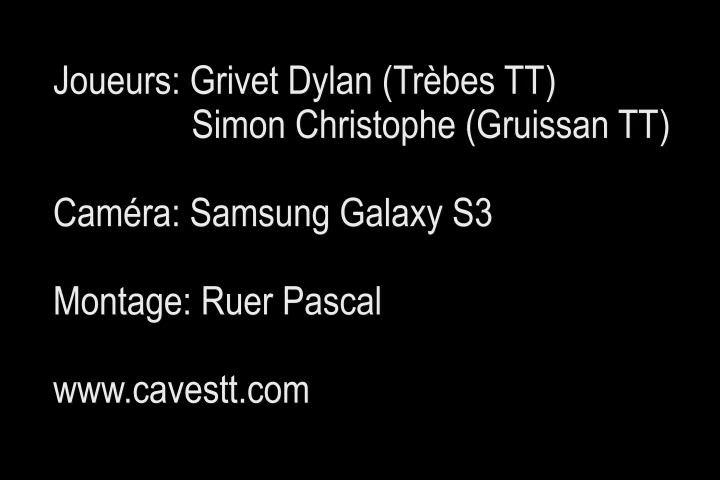 Joueurs: Grivet Dylan (Trèbes TT)
Simon Christophe (Gruissan TT)
Caméra: Samsung Galaxy S3
Montage: Ruer Pascal
www.cavestt.com